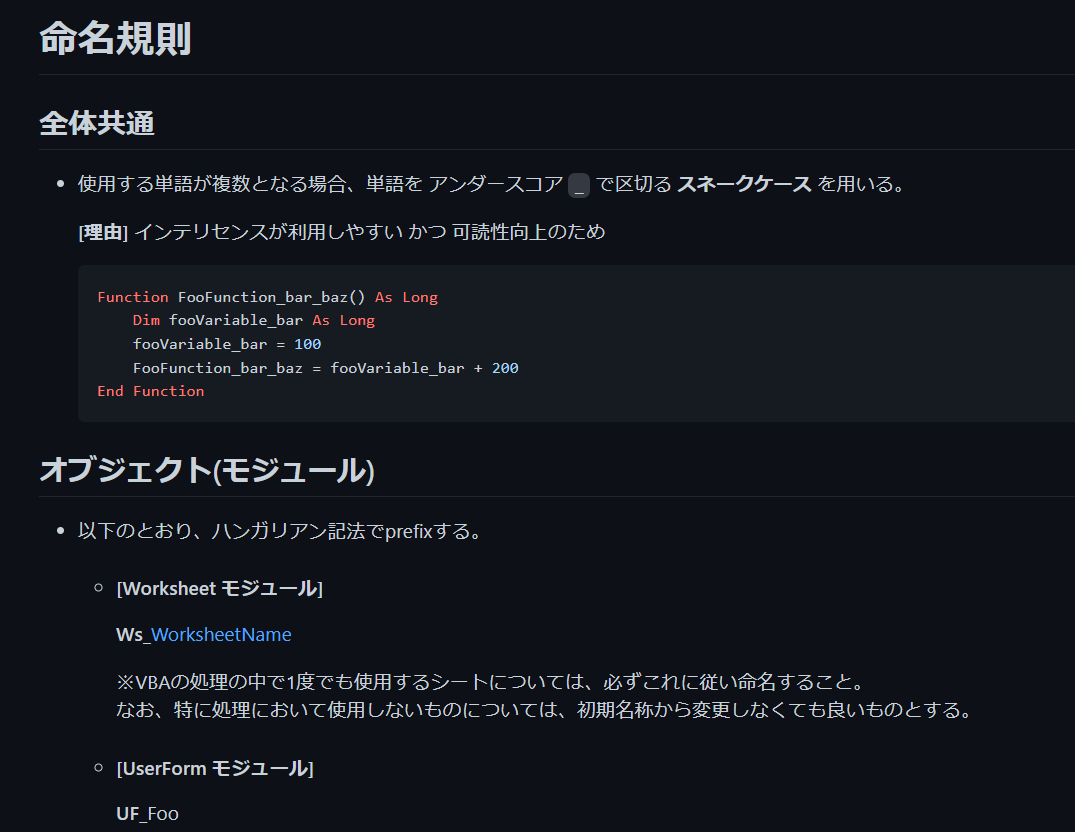 命名規則
全体共通
使用する単語が複数となる場合、単語を アンダースコア _ で区切る スネークケース を用いる。
[理由] インテリセンスが利用しやすい かつ 可読性向上のため
Function FooFunction_bar_baz() As Long
    Dim fooVariable_bar As Long
    fooVariable_bar = 100
    FooFunction_bar_baz = fooVariable_bar + 200
End Function
オブジェクト(モジュール)
以下のとおり、ハンガリアン記法でprefixする。
[Worksheet モジュール]
Ws_WorksheetName
※VBAの処理の中で1度でも使用するシートについては、必ずこれに従い命名すること。
なお、特に処理において使用しないものについては、初期名称から変更しなくても良いものとする。
[UserForm モジュール]
UF_Foo